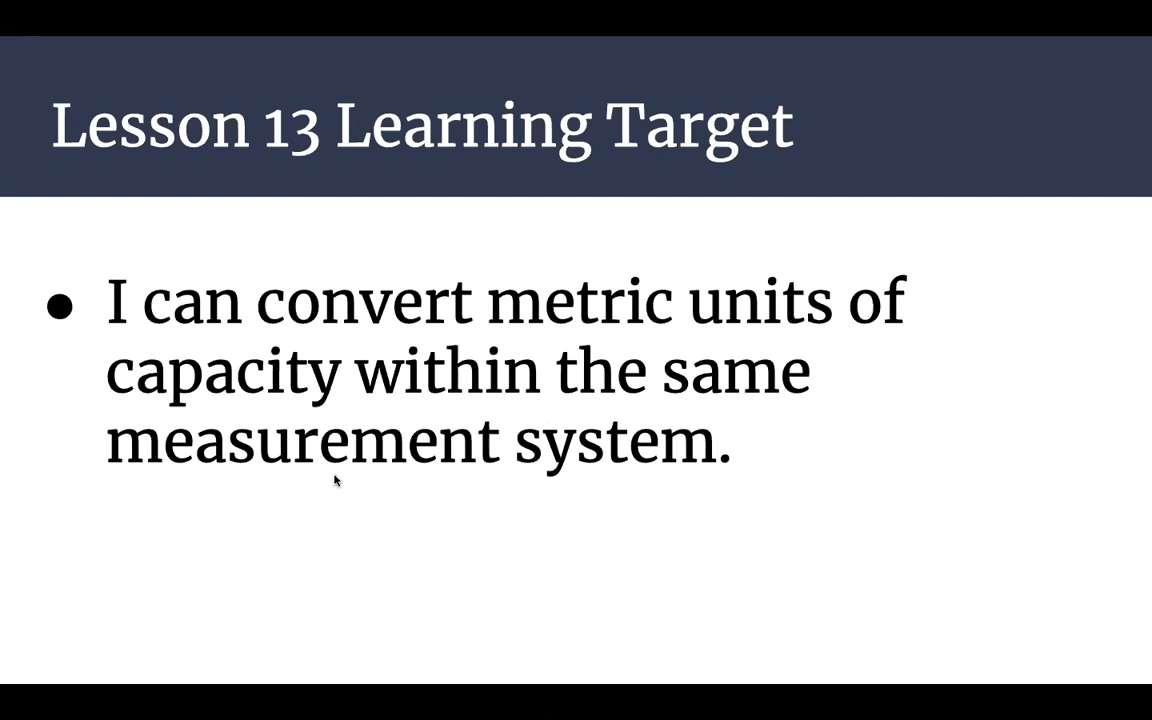 Lesson 13 Learning Target
● I can convert metric units of
capacity within the same
measurement system.